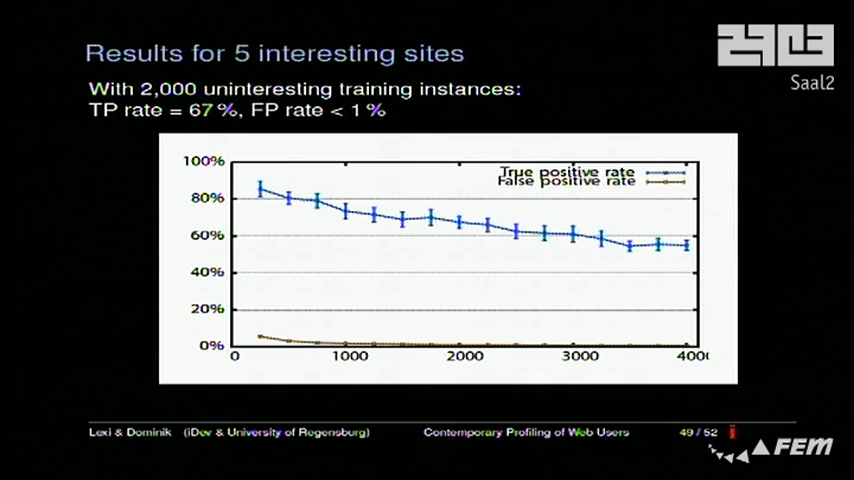 Results for 5 interesting sites
29C3
Saal2
With 2,000 uninteresting training instances:
TP rate = 67 %, FP rate < 1 %
100%
80%
60%
40%
20%
0%
True positive rate
False positive rate
0 1000 2000 3000 400
Lexi & Dominik (iDev & University of Regensburg) Contemporary Profiling of Web Users 49 / 52
FEM